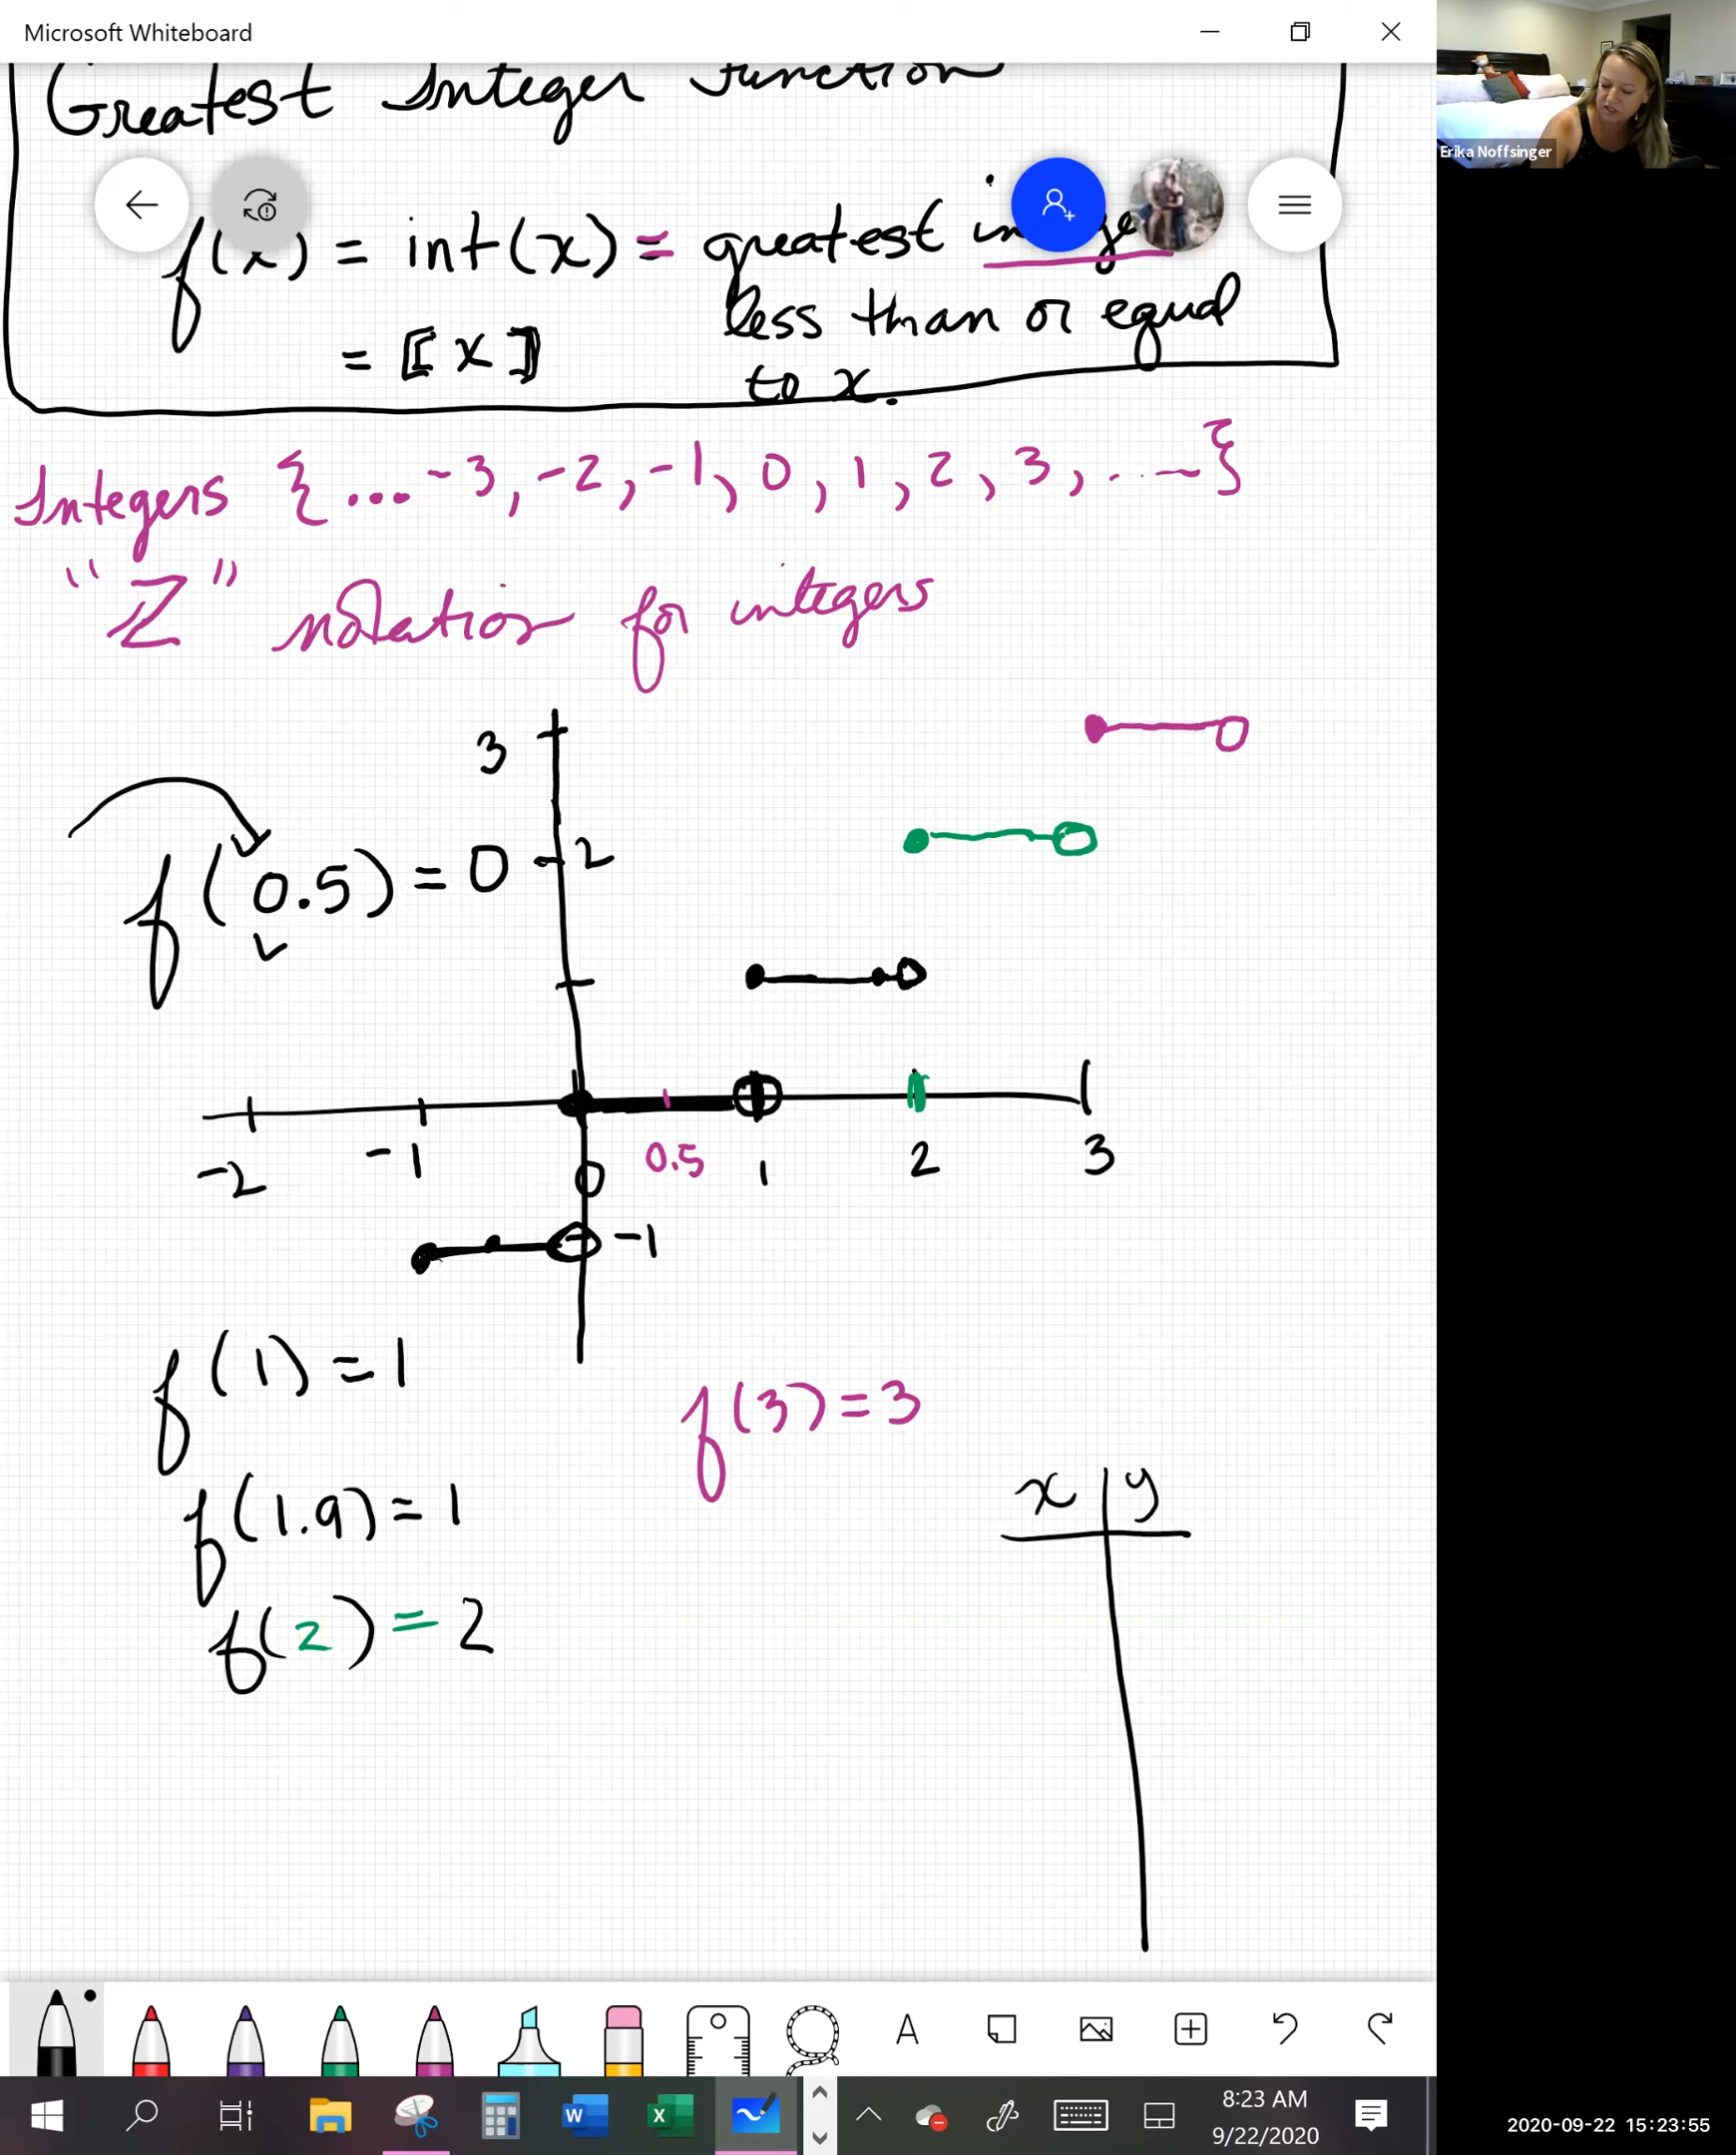 Microsoft Whiteboard
Greatest Integer Function
f(x) = int(x) = greatest
less than or equal
= ⟦x⟧
to x.
Integers {... -3, -2, -1, 0, 1, 2, 3, ...}
"Z" notation for integers
3
f(0.5) = 0
2
-2 -1 0 0.5 1 2 3
-1
f(1) = 1
f(3) = 3
x | y
f(1.9) = 1
f(2) = 2
Erika Noffsinger
8:23 AM
9/22/2020
2020-09-22 15:23:55